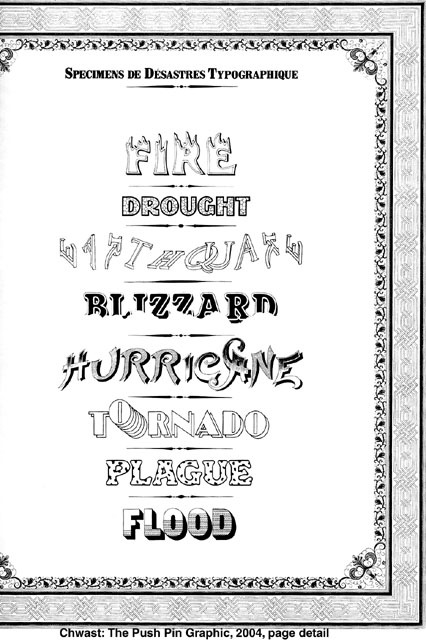 SPECIMENS DE DÉSASTRES TYPOGRAPHIQUE
FIRE
DROUGHT
EARTHQUAKE
BLIZZARD
HURRICANE
TORNADO
PLAGUE
FLOOD
Chwast: The Push Pin Graphic, 2004, page detail